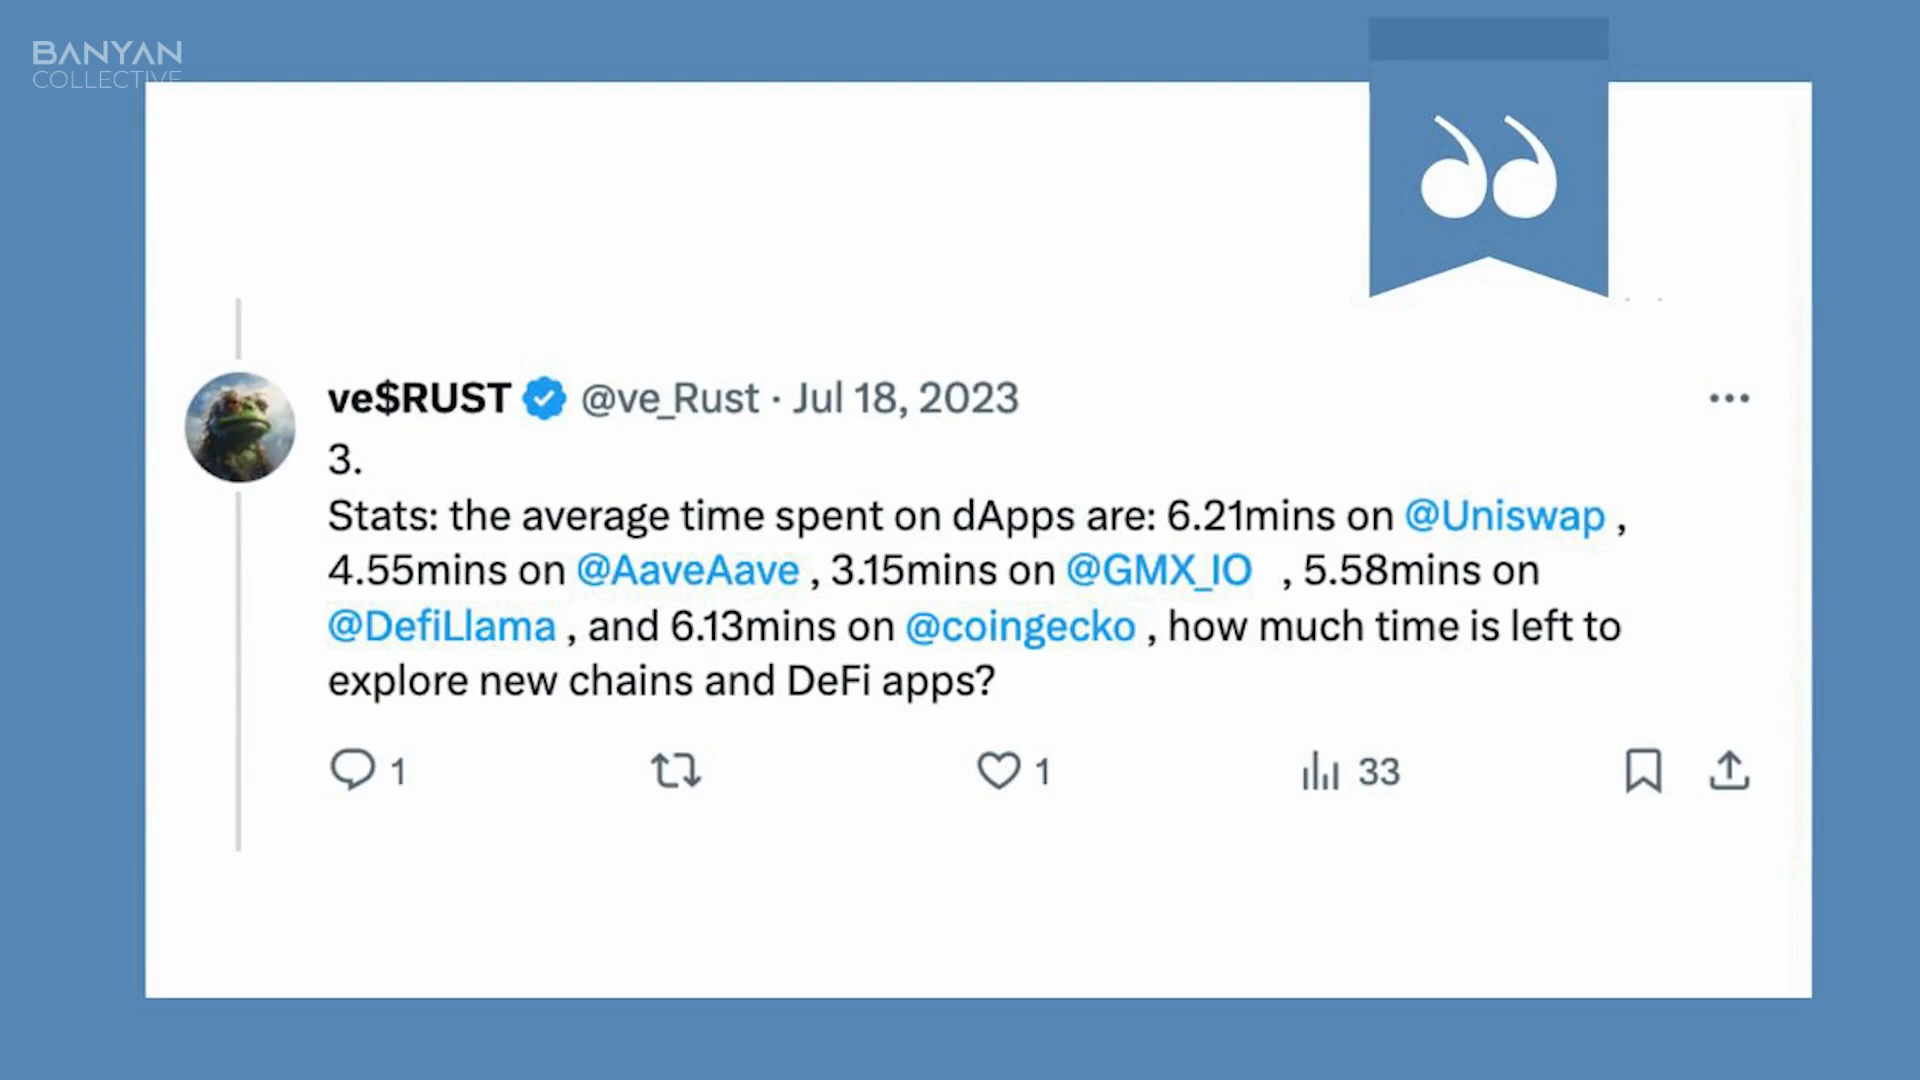 BANYAN
COLLECTIVE
ve$RUST @ve_Rust · Jul 18, 2023
3.
Stats: the average time spent on dApps are: 6.21mins on @Uniswap ,
4.55mins on @AaveAave , 3.15mins on @GMX_IO , 5.58mins on
@DefiLlama , and 6.13mins on @coingecko , how much time is left to
explore new chains and DeFi apps?
1 1 33